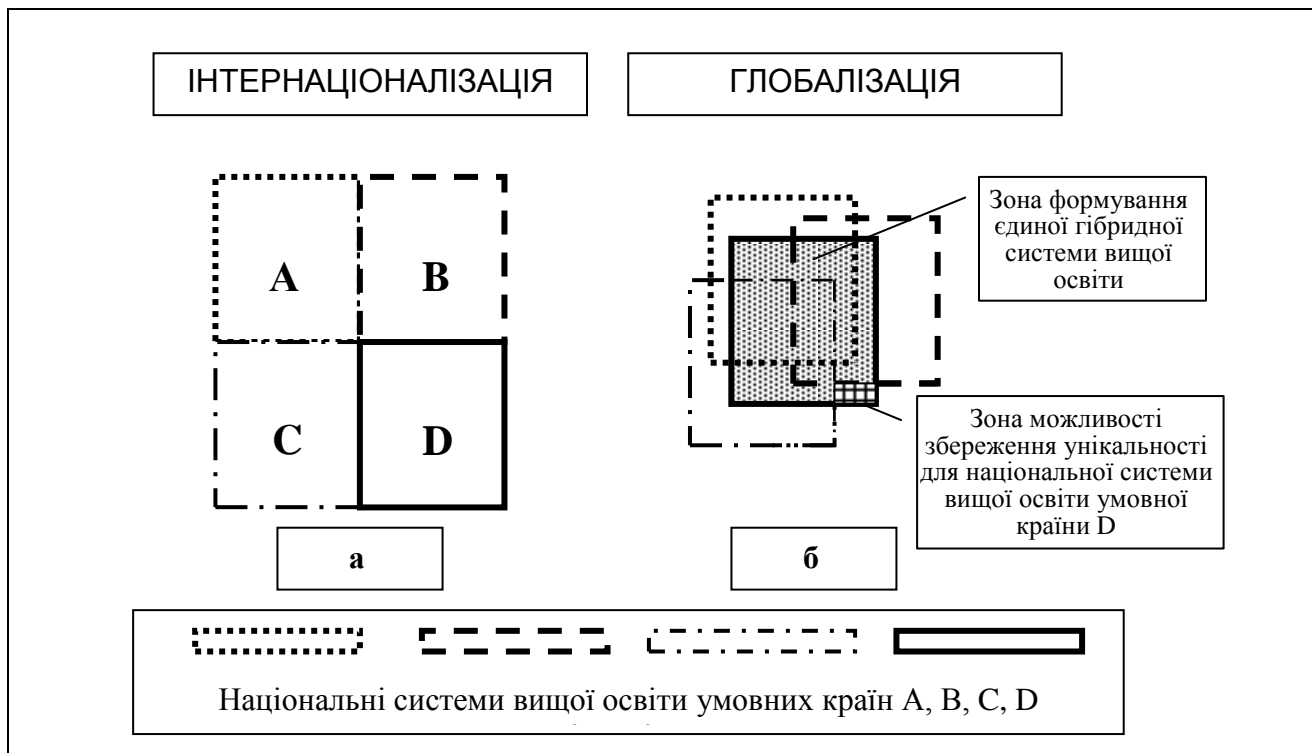 ІНТЕРНАЦІОНАЛІЗАЦІЯ
ГЛОБАЛІЗАЦІЯ
A
B
C
D
Зона формування
єдиної гібридної
системи вищої
освіти
Зона можливості
збереження унікальності
для національної системи
вищої освіти умовної
країни D
а
б
Національні системи вищої освіти умовних країн A, B, C, D